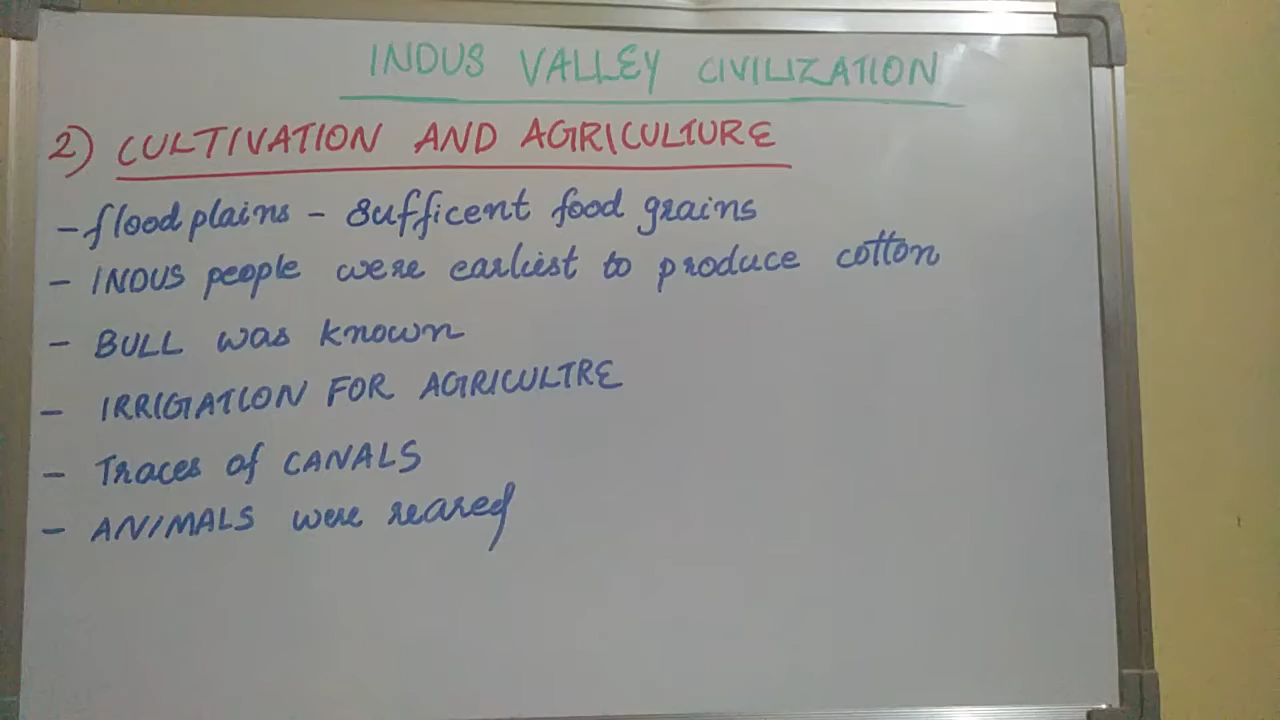 INDUS VALLEY CIVILIZATION
2) CULTIVATION AND AGRICULTURE
- flood plains - sufficent food grains
- INDUS people were earliest to produce cotton
- BULL was known
- IRRIGATION FOR AGRICULTRE
- Traces of CANALS
- ANIMALS were reared